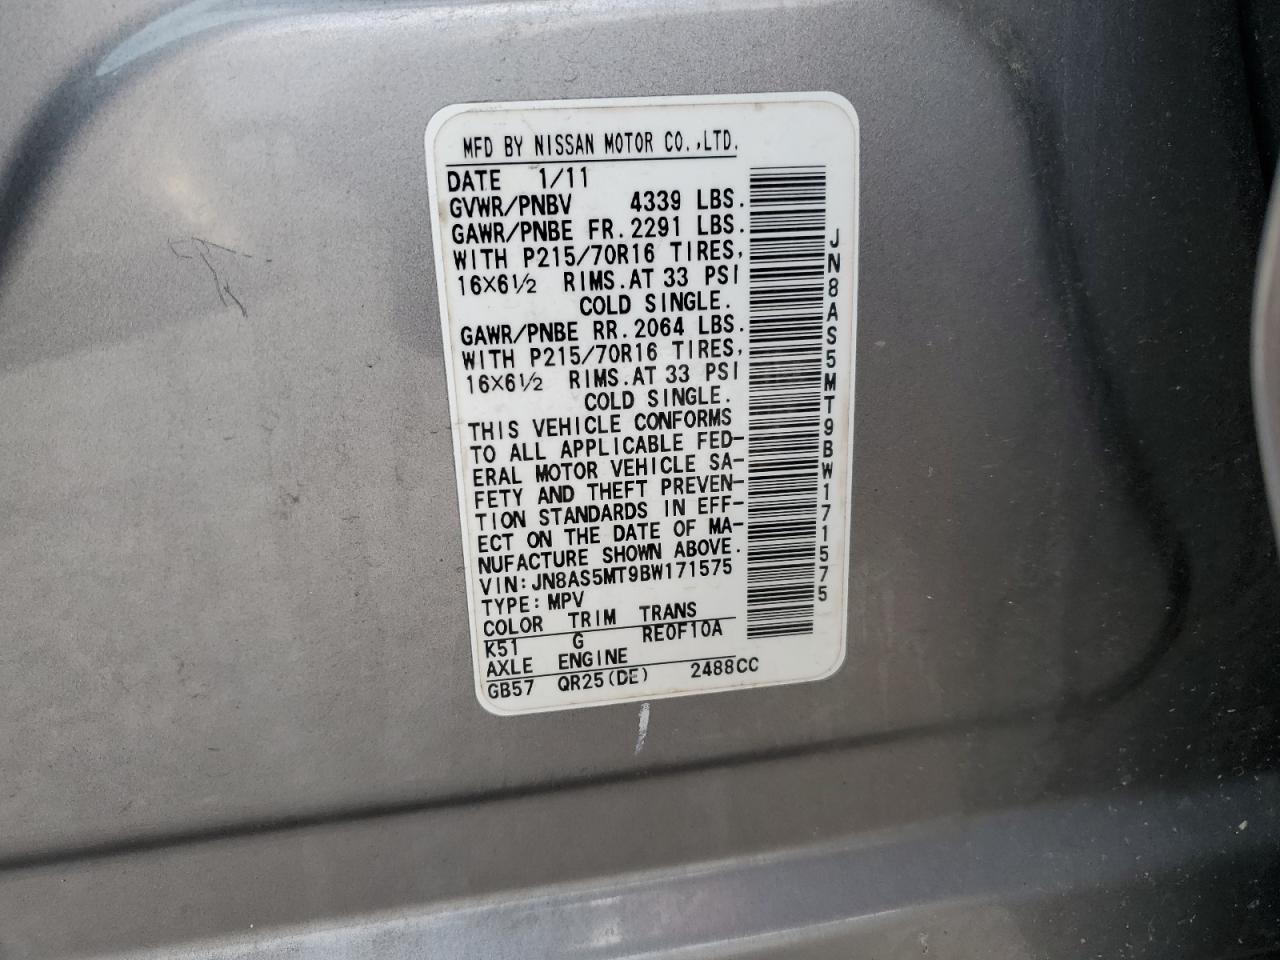 MFD BY NISSAN MOTOR CO.,LTD.
DATE 1/11
GVWR/PNBV 4339 LBS.
GAWR/PNBE FR.2291 LBS.
WITH P215/70R16 TIRES,
16×6½ RIMS.AT 33 PSI
COLD SINGLE.
GAWR/PNBE RR.2064 LBS.
WITH P215/70R16 TIRES,
16×6½ RIMS.AT 33 PSI
COLD SINGLE.
THIS VEHICLE CONFORMS
TO ALL APPLICABLE FED-
ERAL MOTOR VEHICLE SA-
FETY AND THEFT PREVEN-
TION STANDARDS IN EFF-
ECT ON THE DATE OF MA-
NUFACTURE SHOWN ABOVE.
VIN:JN8AS5MT9BW171575
TYPE:MPV
COLOR TRIM TRANS
K51 G RE0F10A
AXLE ENGINE
GB57 QR25(DE) 2488CC
JN8AS5MT9BW171575